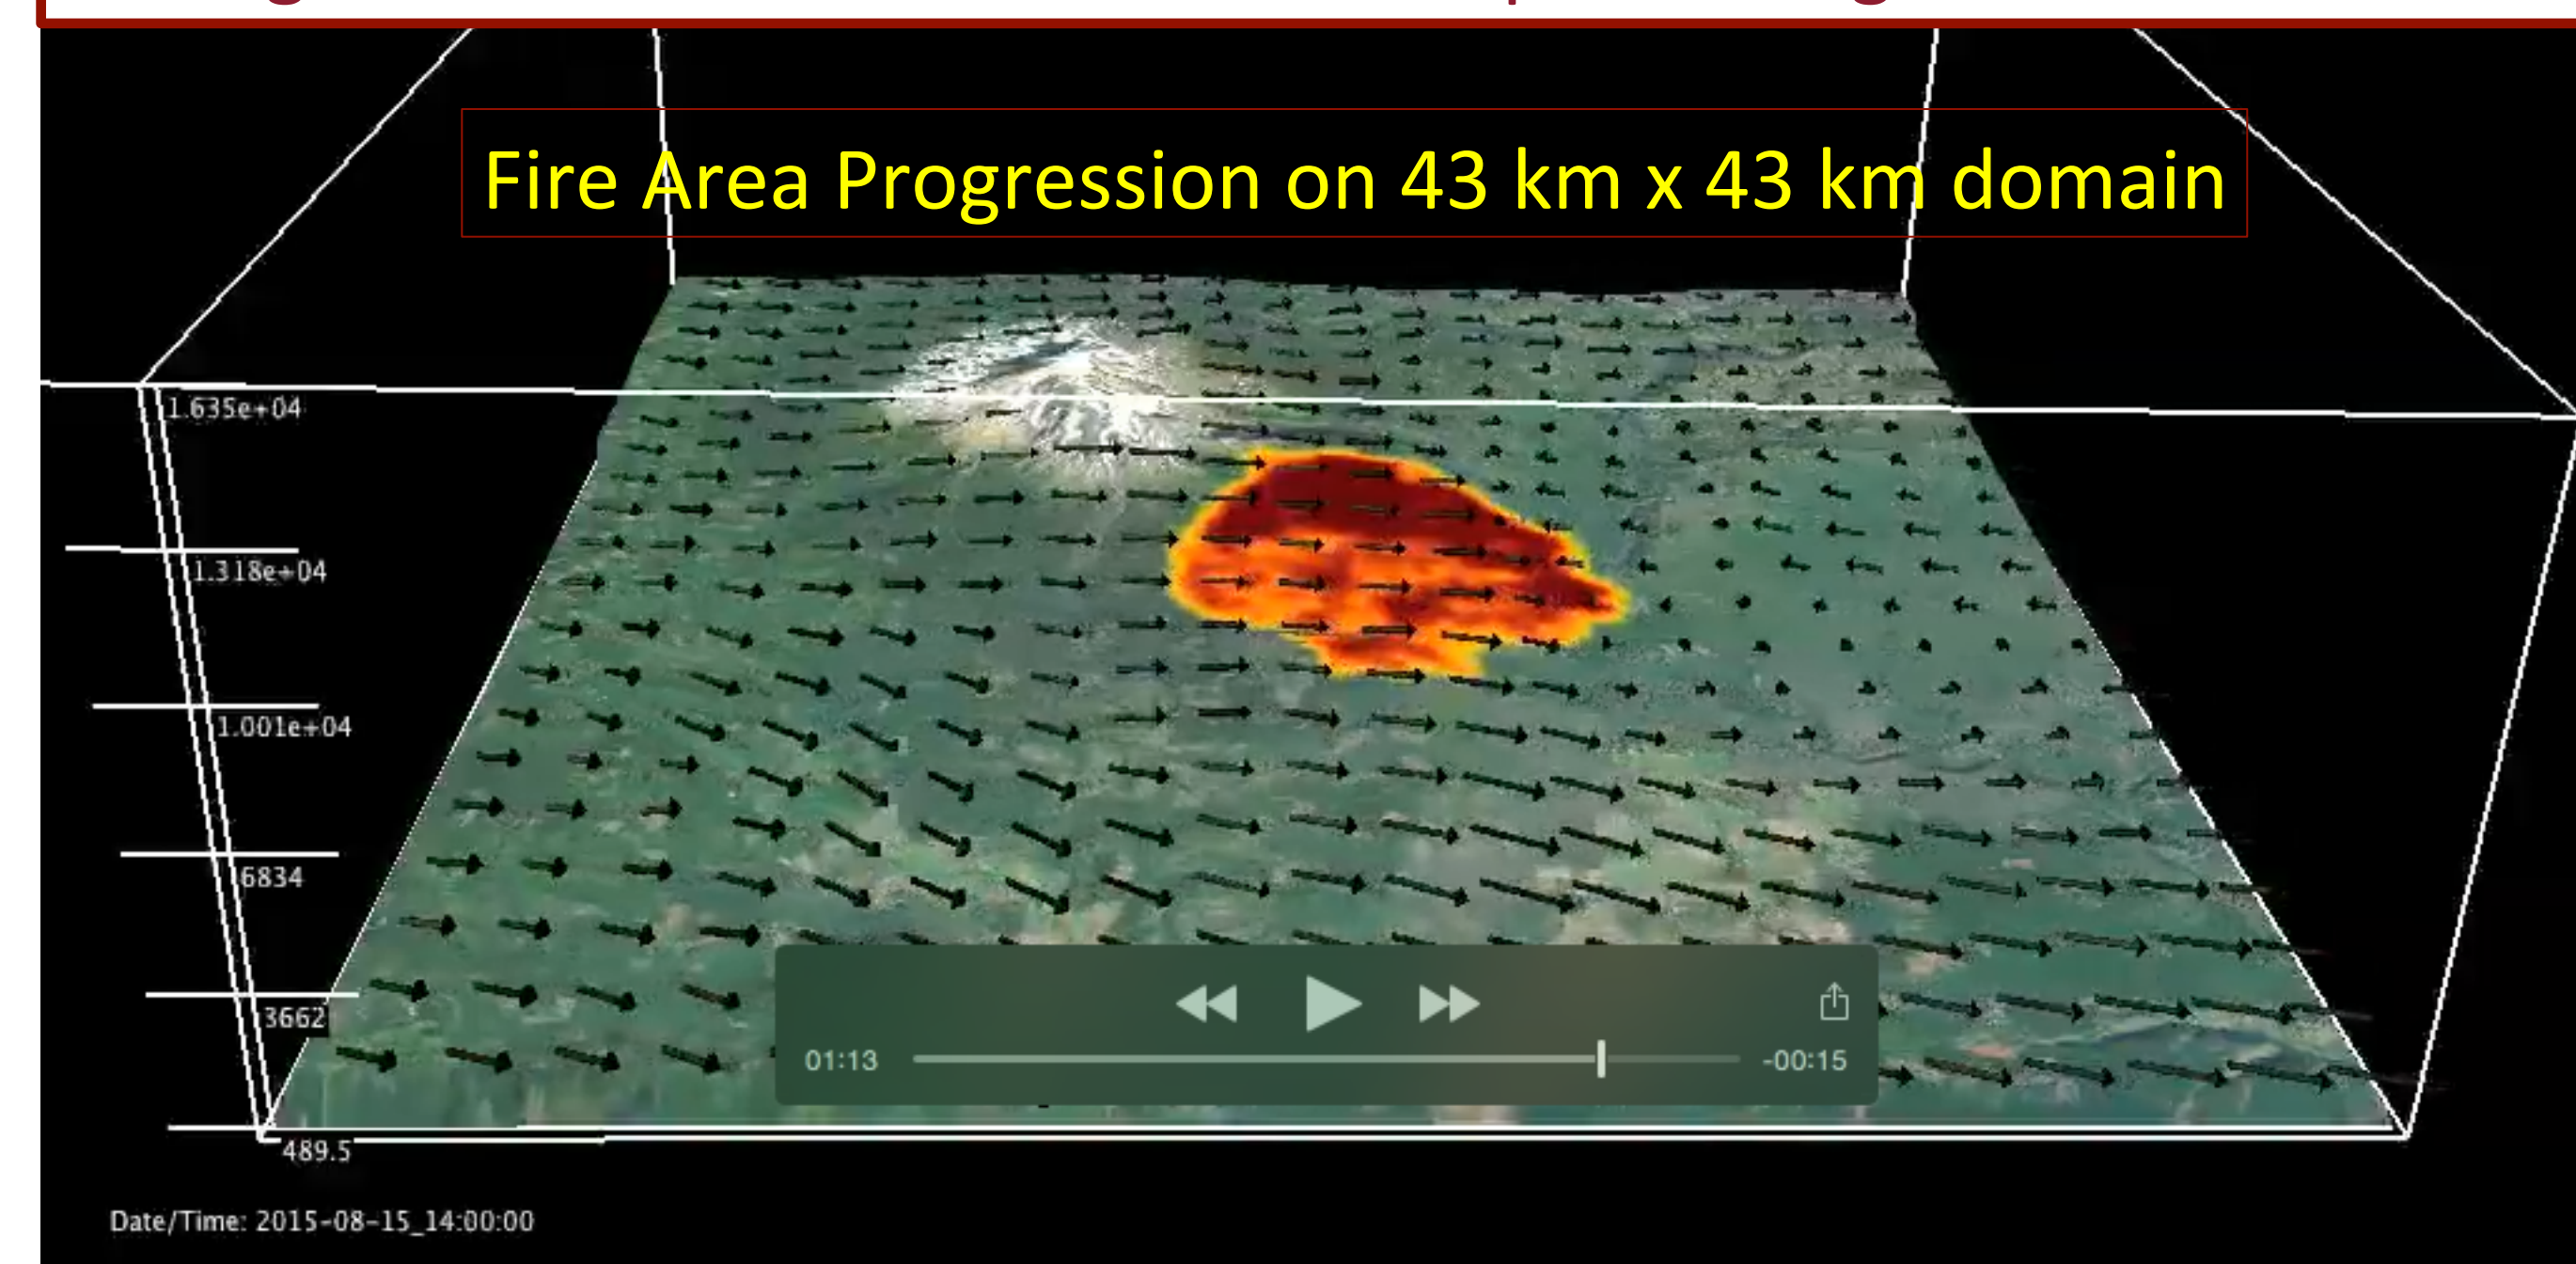 Fire Area Progression on 43 km x 43 km domain
1.635e+04
1.318e+04
1.001e+04
6834
3662
489.5
01:13
-00:15
Date/Time: 2015-08-15_14:00:00